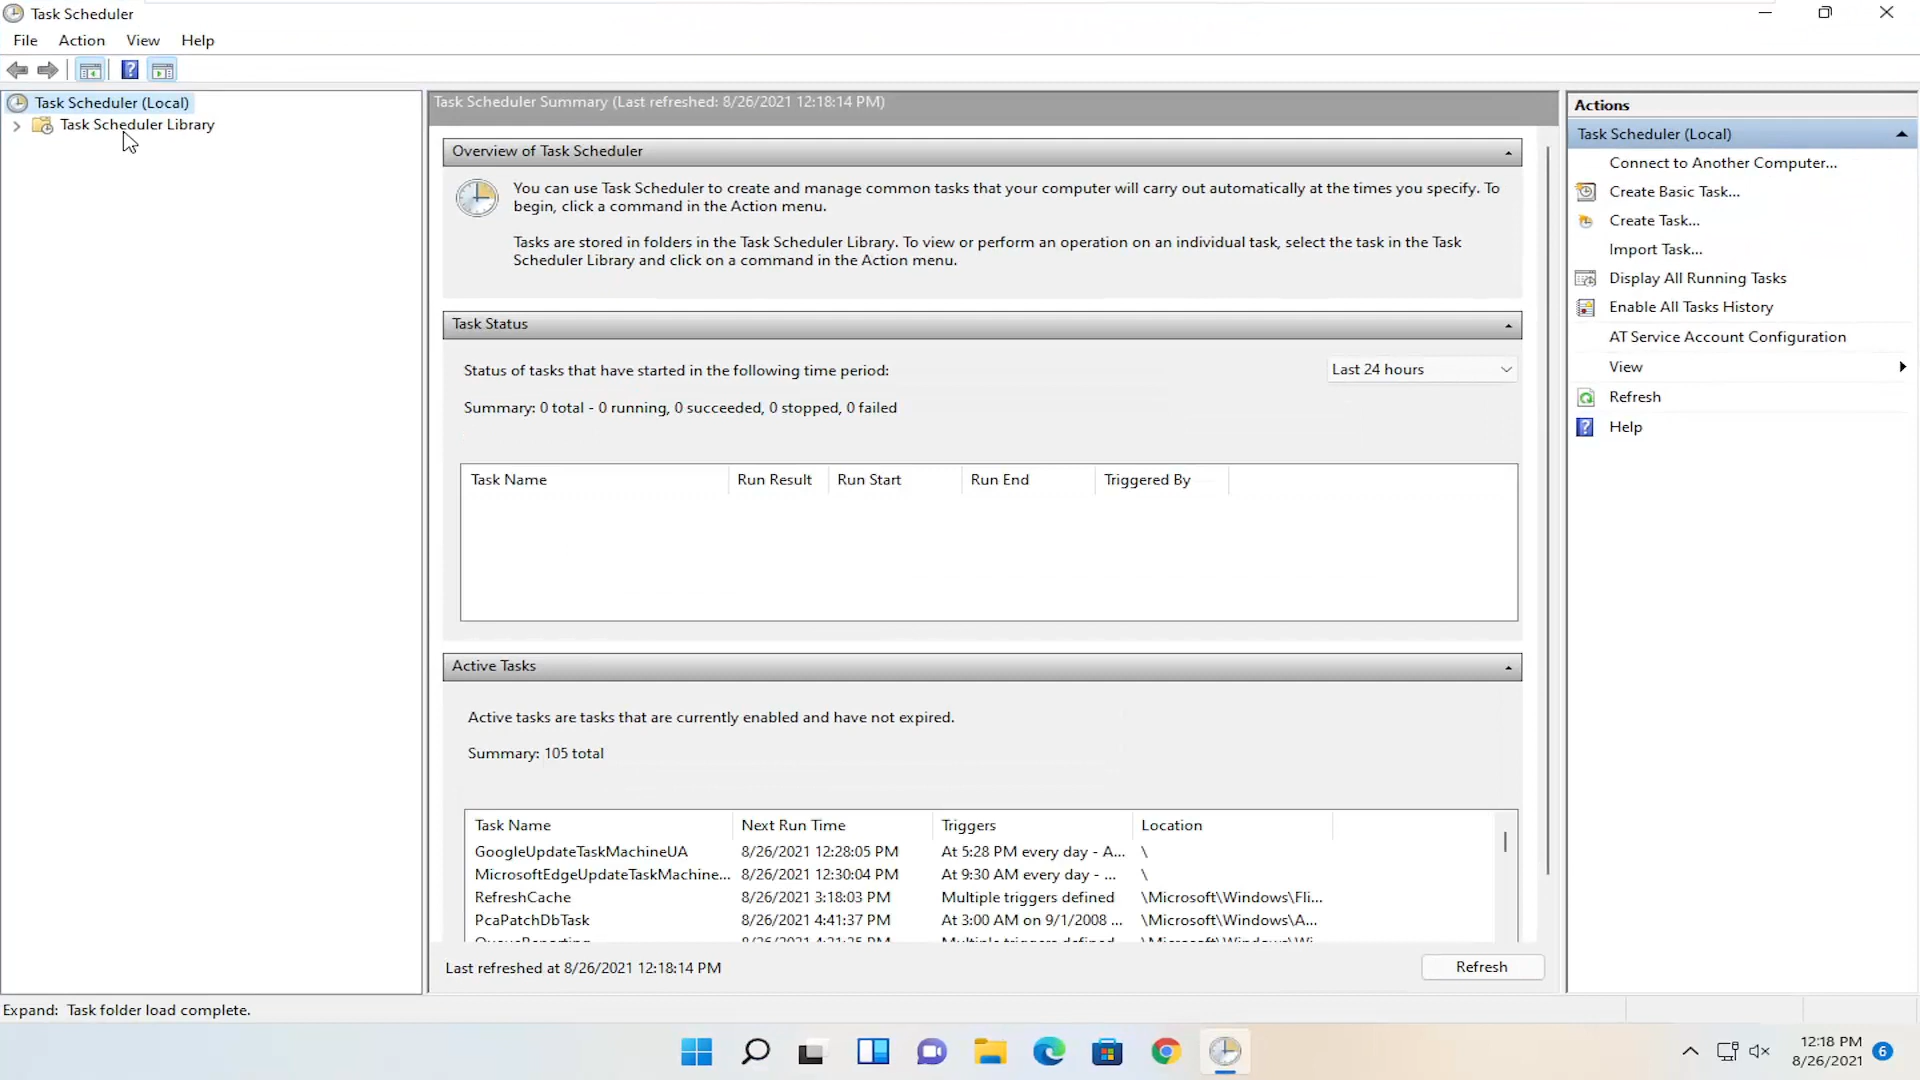 Task Scheduler
File Action View Help
Task Scheduler (Local)
Task Scheduler Library
Task Scheduler Summary (Last refreshed: 8/26/2021 12:18:14 PM)
Overview of Task Scheduler
You can use Task Scheduler to create and manage common tasks that your computer will carry out automatically at the times you specify. To
begin, click a command in the Action menu.
Tasks are stored in folders in the Task Scheduler Library. To view or perform an operation on an individual task, select the task in the Task
Scheduler Library and click on a command in the Action menu.
Task Status
Status of tasks that have started in the following time period:
Last 24 hours
Summary: 0 total - 0 running, 0 succeeded, 0 stopped, 0 failed
Task Name Run Result Run Start Run End Triggered By
Active Tasks
Active tasks are tasks that are currently enabled and have not expired.
Summary: 105 total
Task Name Next Run Time Triggers Location
GoogleUpdateTaskMachineUA 8/26/2021 12:28:05 PM At 5:28 PM every day - A... \
MicrosoftEdgeUpdateTaskMachine... 8/26/2021 12:30:04 PM At 9:30 AM every day - ... \
RefreshCache 8/26/2021 3:18:03 PM Multiple triggers defined \Microsoft\Windows\Fli...
PcaPatchDbTask 8/26/2021 4:41:37 PM At 3:00 AM on 9/1/2008 ... \Microsoft\Windows\A...
Last refreshed at 8/26/2021 12:18:14 PM
Refresh
Actions
Task Scheduler (Local)
Connect to Another Computer...
Create Basic Task...
Create Task...
Import Task...
Display All Running Tasks
Enable All Tasks History
AT Service Account Configuration
View
Refresh
Help
Expand: Task folder load complete.
12:18 PM
8/26/2021
6